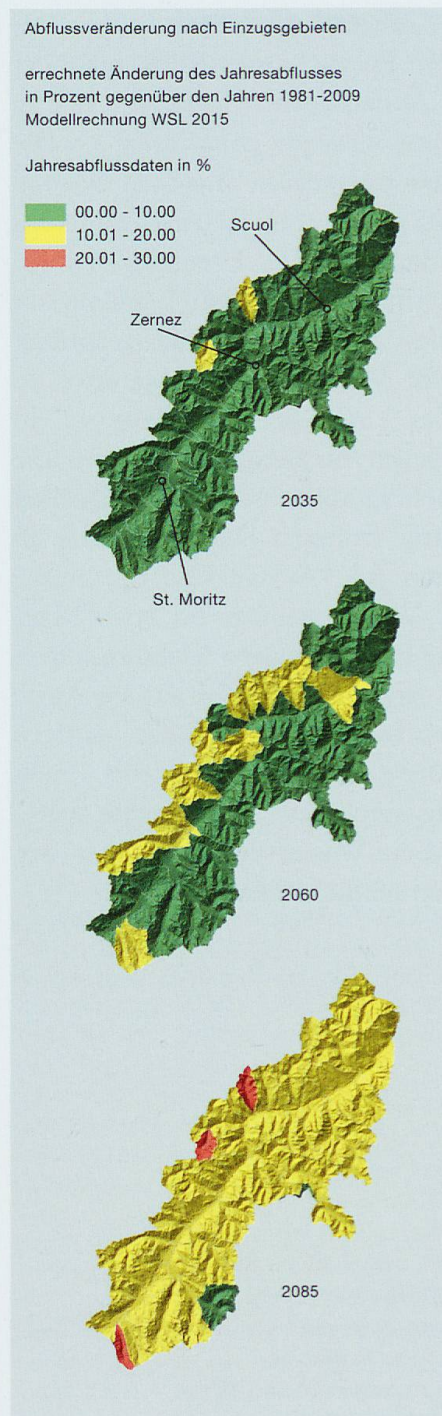 Abflussveränderung nach Einzugsgebieten
errechnete Änderung des Jahresabflusses
in Prozent gegenüber den Jahren 1981-2009
Modellrechnung WSL 2015
Jahresabflussdaten in %
00.00 - 10.00
10.01 - 20.00
20.01 - 30.00
Scuol
Zernez
2035
St. Moritz
2060
2085